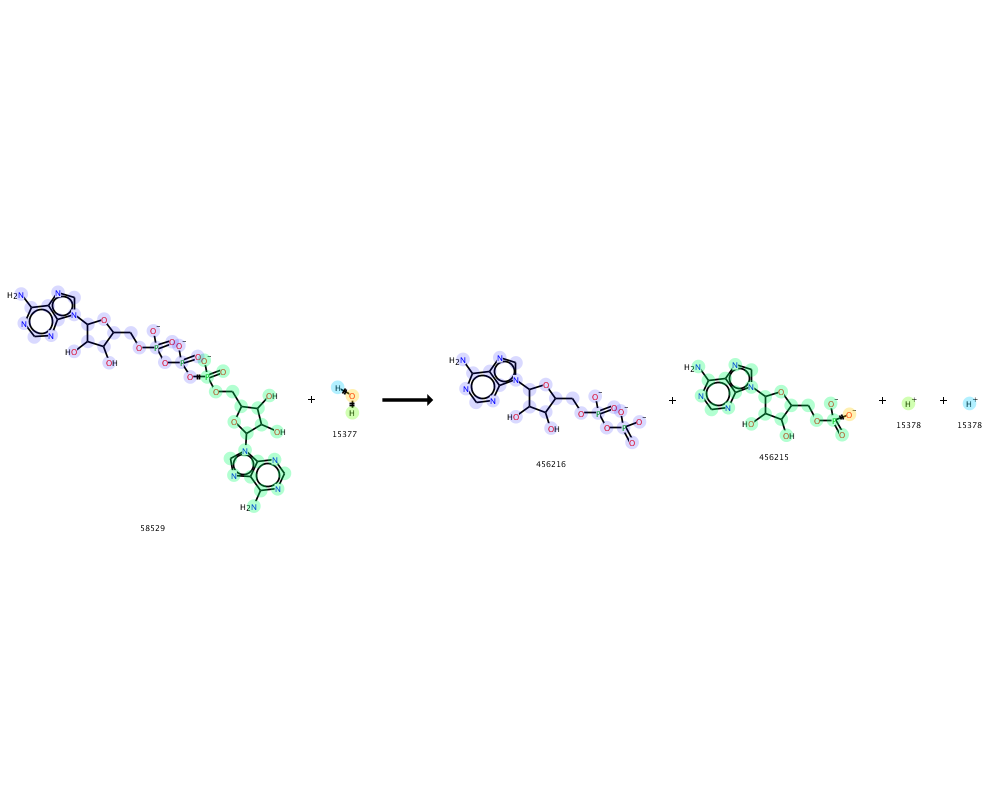 58529
+
15377
456216
+
456215
+
H+
15378
+
H+
15378
H2N
N
N
N
N
O
HO
OH
O
P
O-
O
O
P
O-
O
O
P
O-
O
O
OH
OH
O
N
N
N
N
H2N
H
O
H
H2N
N
N
N
N
O
HO
OH
O
P
O-
O
O
P
O-
O-
O
H2N
N
N
N
N
O
HO
OH
O
P
O-
O-
O